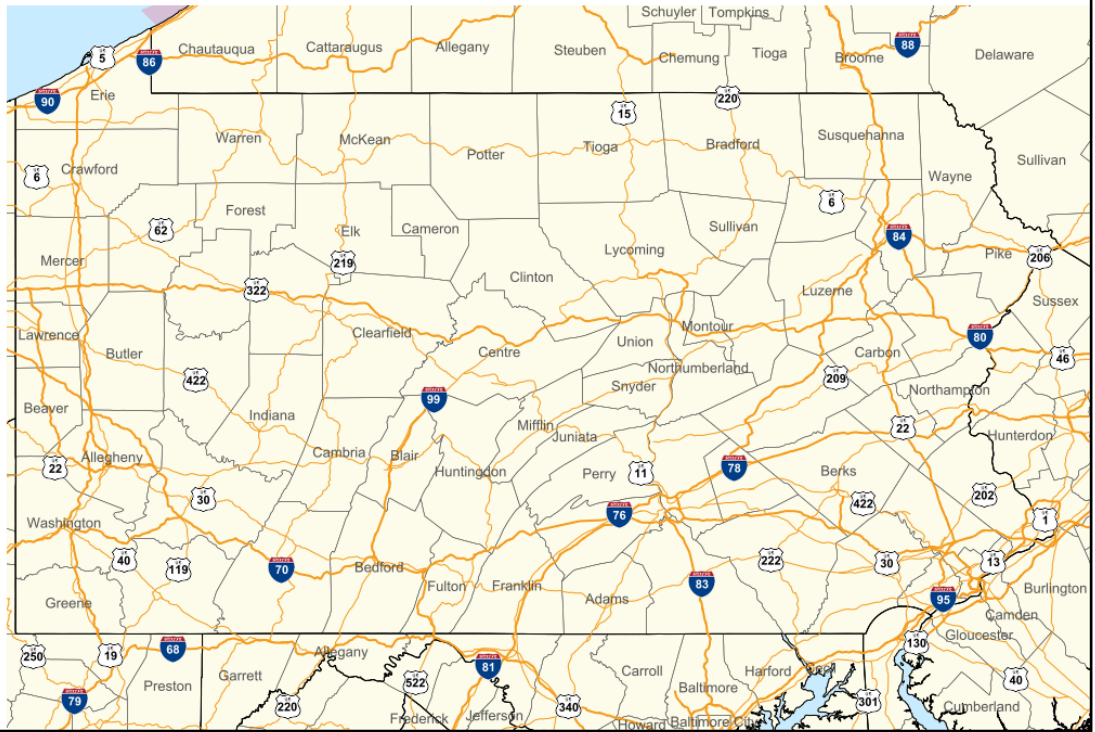 Schuyler Tompkins
Chautauqua Cattaraugus Allegany Steuben Chemung Tioga Broome 88 Delaware
5 86
90 Erie 15 220
Warren McKean Potter Tioga Bradford Susquehanna
6 Crawford Sullivan
Wayne
6
62 Forest Elk Cameron Sullivan
84
Mercer 219 Clinton Lycoming Pike 206
322 Luzerne Sussex
Lawrence Clearfield Montour 80
Butler Centre Union Carbon 46
422 Northumberland 209
Snyder Northampton
Beaver Indiana 99
Mifflin 22 Hunterdon
Juniata
22 Allegheny Cambria Blair Huntingdon Perry 11 78 Berks
30 422 202
Washington 76 1
40 119 70 Bedford 222 30 13
Fulton Franklin 83 Burlington
Greene Adams 95 Camden
Gloucester
250 19 68 Allegany 130
Garrett 81 Carroll Harford Cecil
Preston 522 Baltimore 40
79 220 340 301 Cumberland
Frederick Jefferson Howard Baltimore City